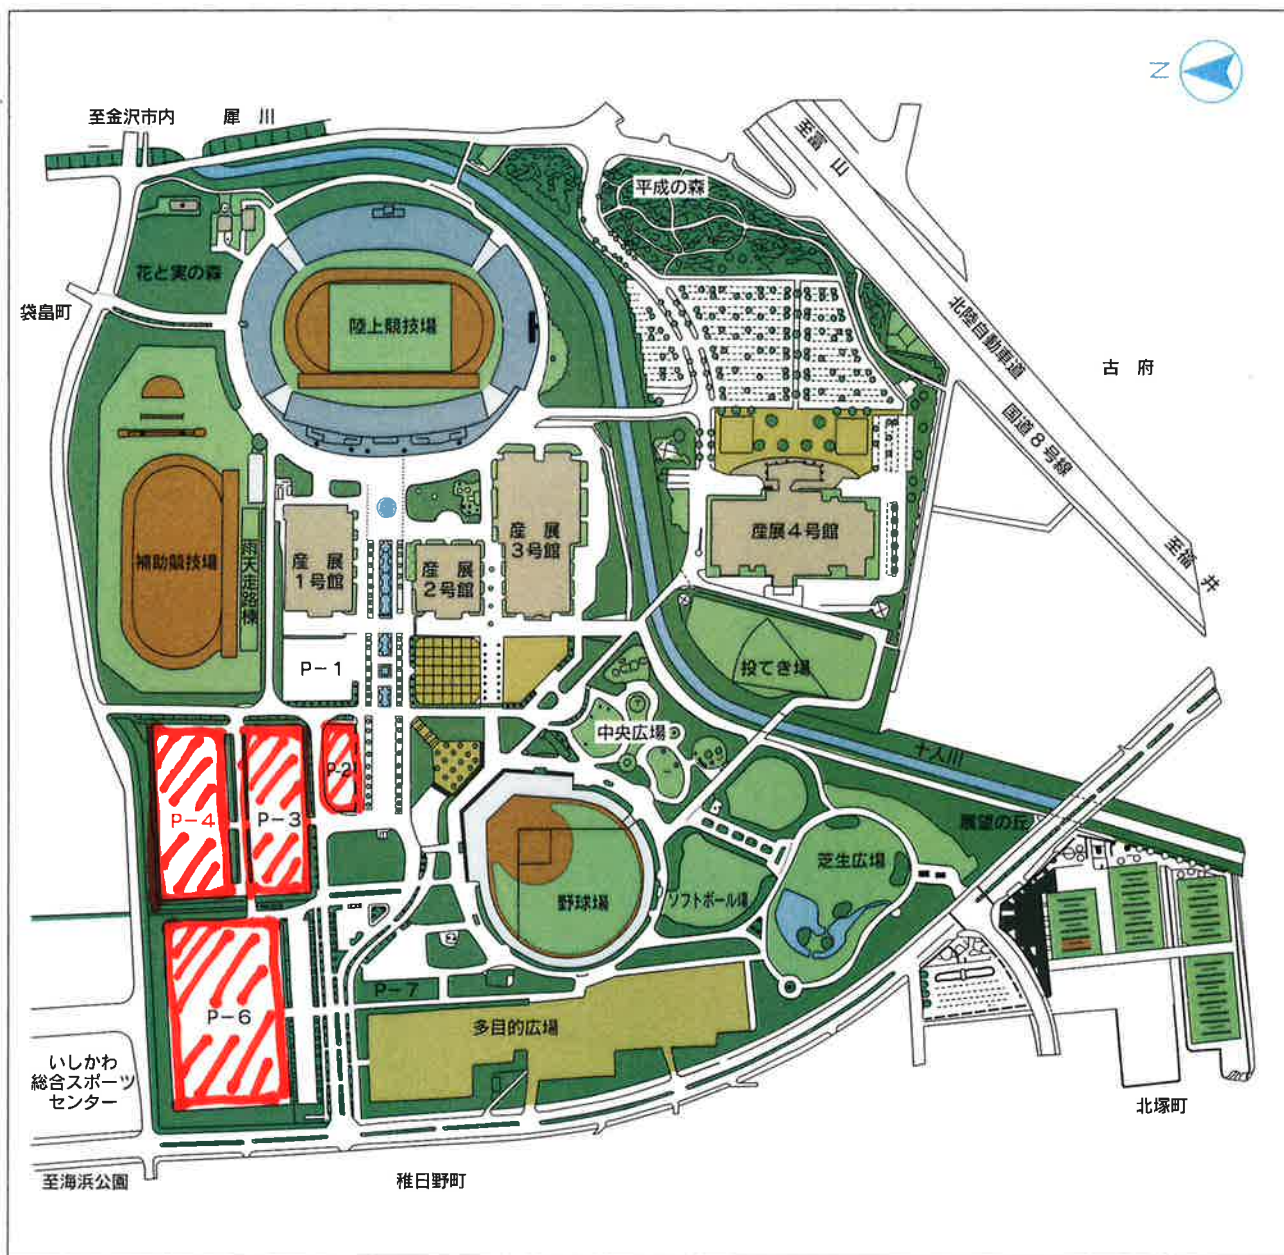 N
至金沢市内
犀川
至富山
平成の森
花と実の森
袋畠町
陸上競技場
北陸自動車道
古府
国道8号線
至福井
補助競技場
雨天走路棟
産展
1号館
産展
2号館
産展
3号館
産展4号館
P-1
投てき場
中央広場
十人川
P-2
P-4
P-3
展望の丘
芝生広場
野球場
ソフトボール場
P-7
P-6
多目的広場
いしかわ
総合スポーツ
センター
北塚町
至海浜公園
稚日野町